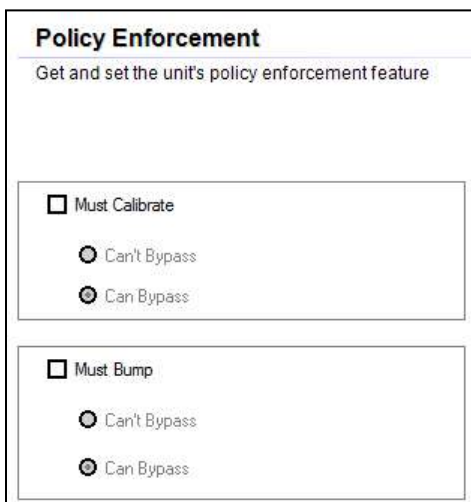 Policy Enforcement
Get and set the unit's policy enforcement feature
Must Calibrate
Can't Bypass
Can Bypass
Must Bump
Can't Bypass
Can Bypass